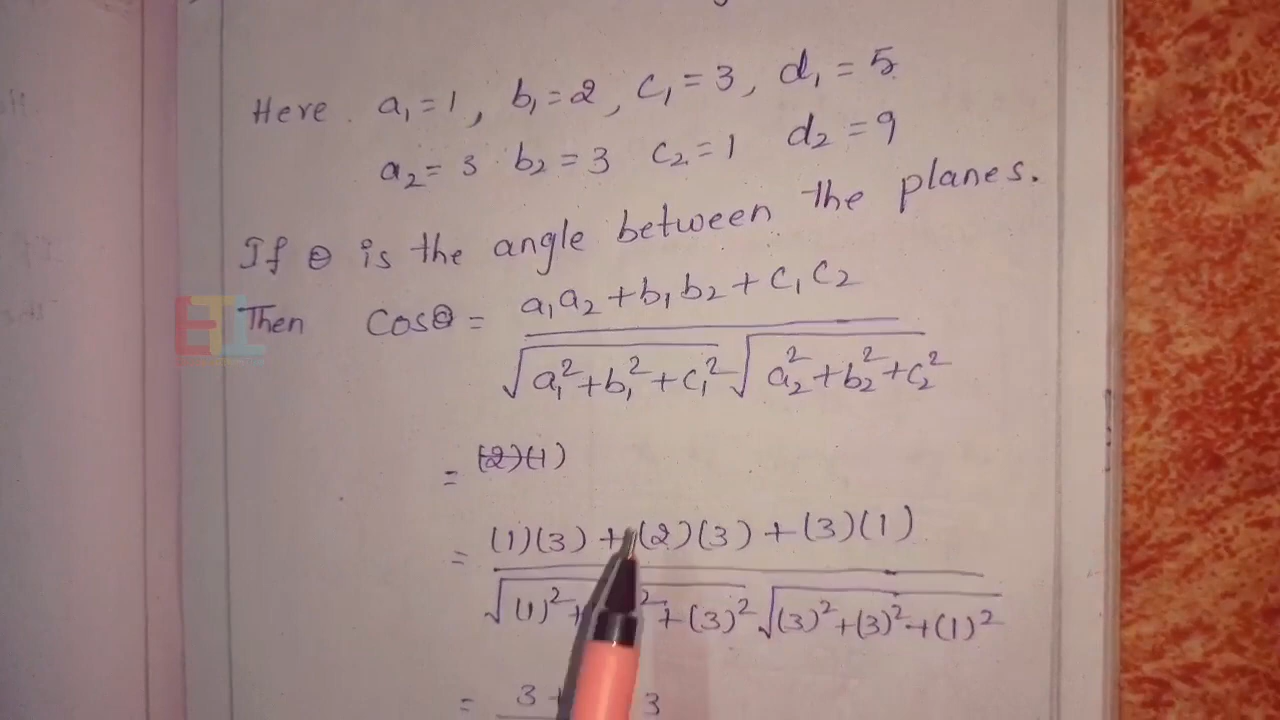 Here. a₁ = 1, b₁ = 2, c₁ = 3, d₁ = 5
a₂ = 3 b₂ = 3 c₂ = 1 d₂ = 9
If θ is the angle between the planes.
Then Cosθ = a₁a₂ + b₁b₂ + c₁c₂
√a₁² + b₁² + c₁² √a₂² + b₂² + c₂²
= (2)(1)
= (1)(3) + (2)(3) + (3)(1)
√(1)² + ² + (3)² √(3)² + (3)² + (1)²
= 3 + 3
ETI